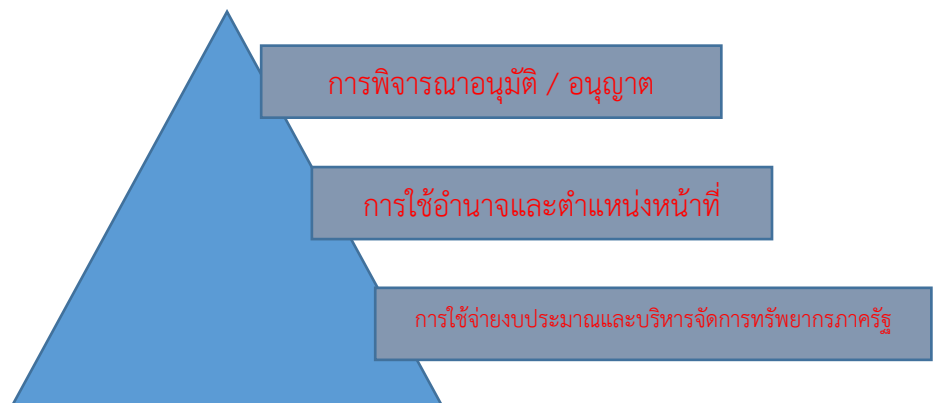 การพิจารณาอนุมัติ / อนุญาต
การใช้อำนาจและตำแหน่งหน้าที่
การใช้จ่ายงบประมาณและบริหารจัดการทรัพยากรภาครัฐ